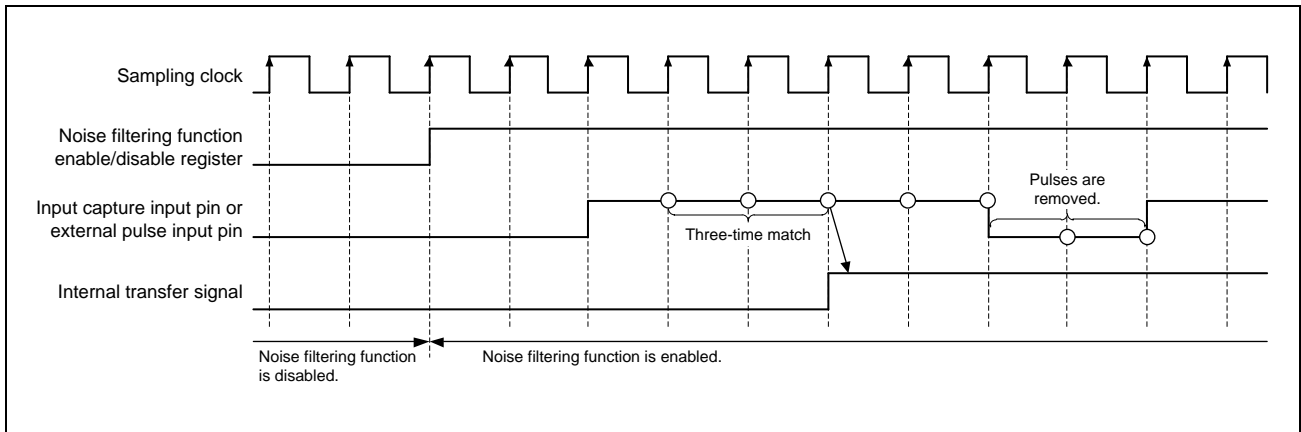 Sampling clock
Noise filtering function
enable/disable register
Pulses are
removed.
Input capture input pin or
external pulse input pin
Three-time match
Internal transfer signal
Noise filtering function
is disabled.
Noise filtering function is enabled.